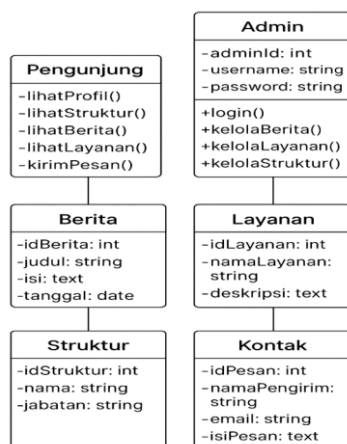 Pengunjung
-lihatProfil()
-lihatStruktur()
-lihatBerita()
-lihatLayanan()
-kirimPesan()
Admin
-adminId: int
-username: string
-password: string
+login()
+kelolaBerita()
+kelolaLayanan()
+kelolaStruktur()
Berita
-idBerita: int
-judul: string
-isi: text
-tanggal: date
Layanan
-idLayanan: int
-namaLayanan:
string
-deskripsi: text
Struktur
-idStruktur: int
-nama: string
-jabatan: string
Kontak
-idPesan: int
-namaPengirim:
string
-email: string
-isiPesan: text